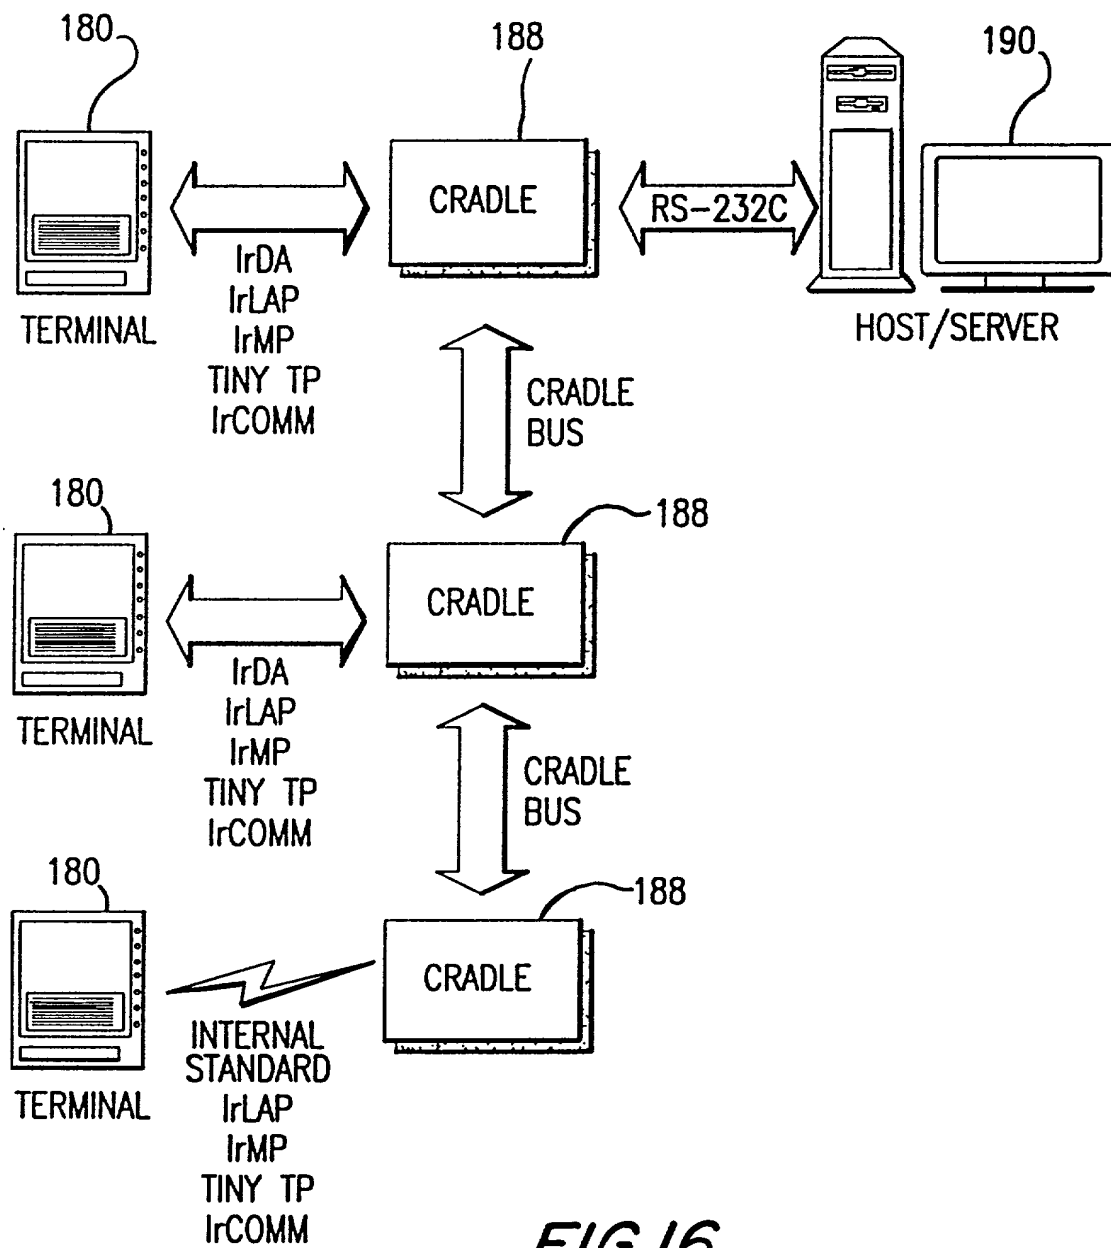 180
188
190
CRADLE
RS-232C
TERMINAL
IrDA
IrLAP
IrMP
TINY TP
IrCOMM
HOST/SERVER
CRADLE
BUS
180
188
CRADLE
TERMINAL
IrDA
IrLAP
IrMP
TINY TP
IrCOMM
CRADLE
BUS
180
188
CRADLE
TERMINAL
INTERNAL
STANDARD
IrLAP
IrMP
TINY TP
IrCOMM
FIG.16